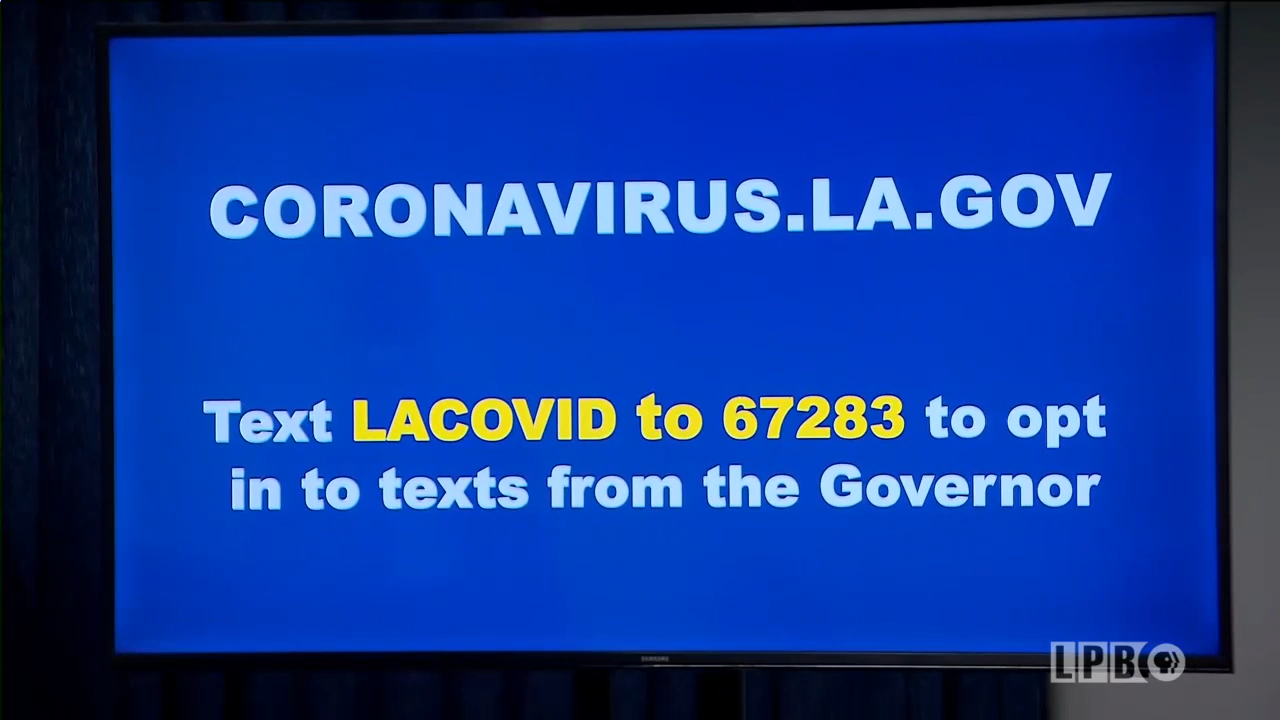 CORONAVIRUS.LA.GOV
Text LACOVID to 67283 to opt
in to texts from the Governor
SAMSUNG
LPB